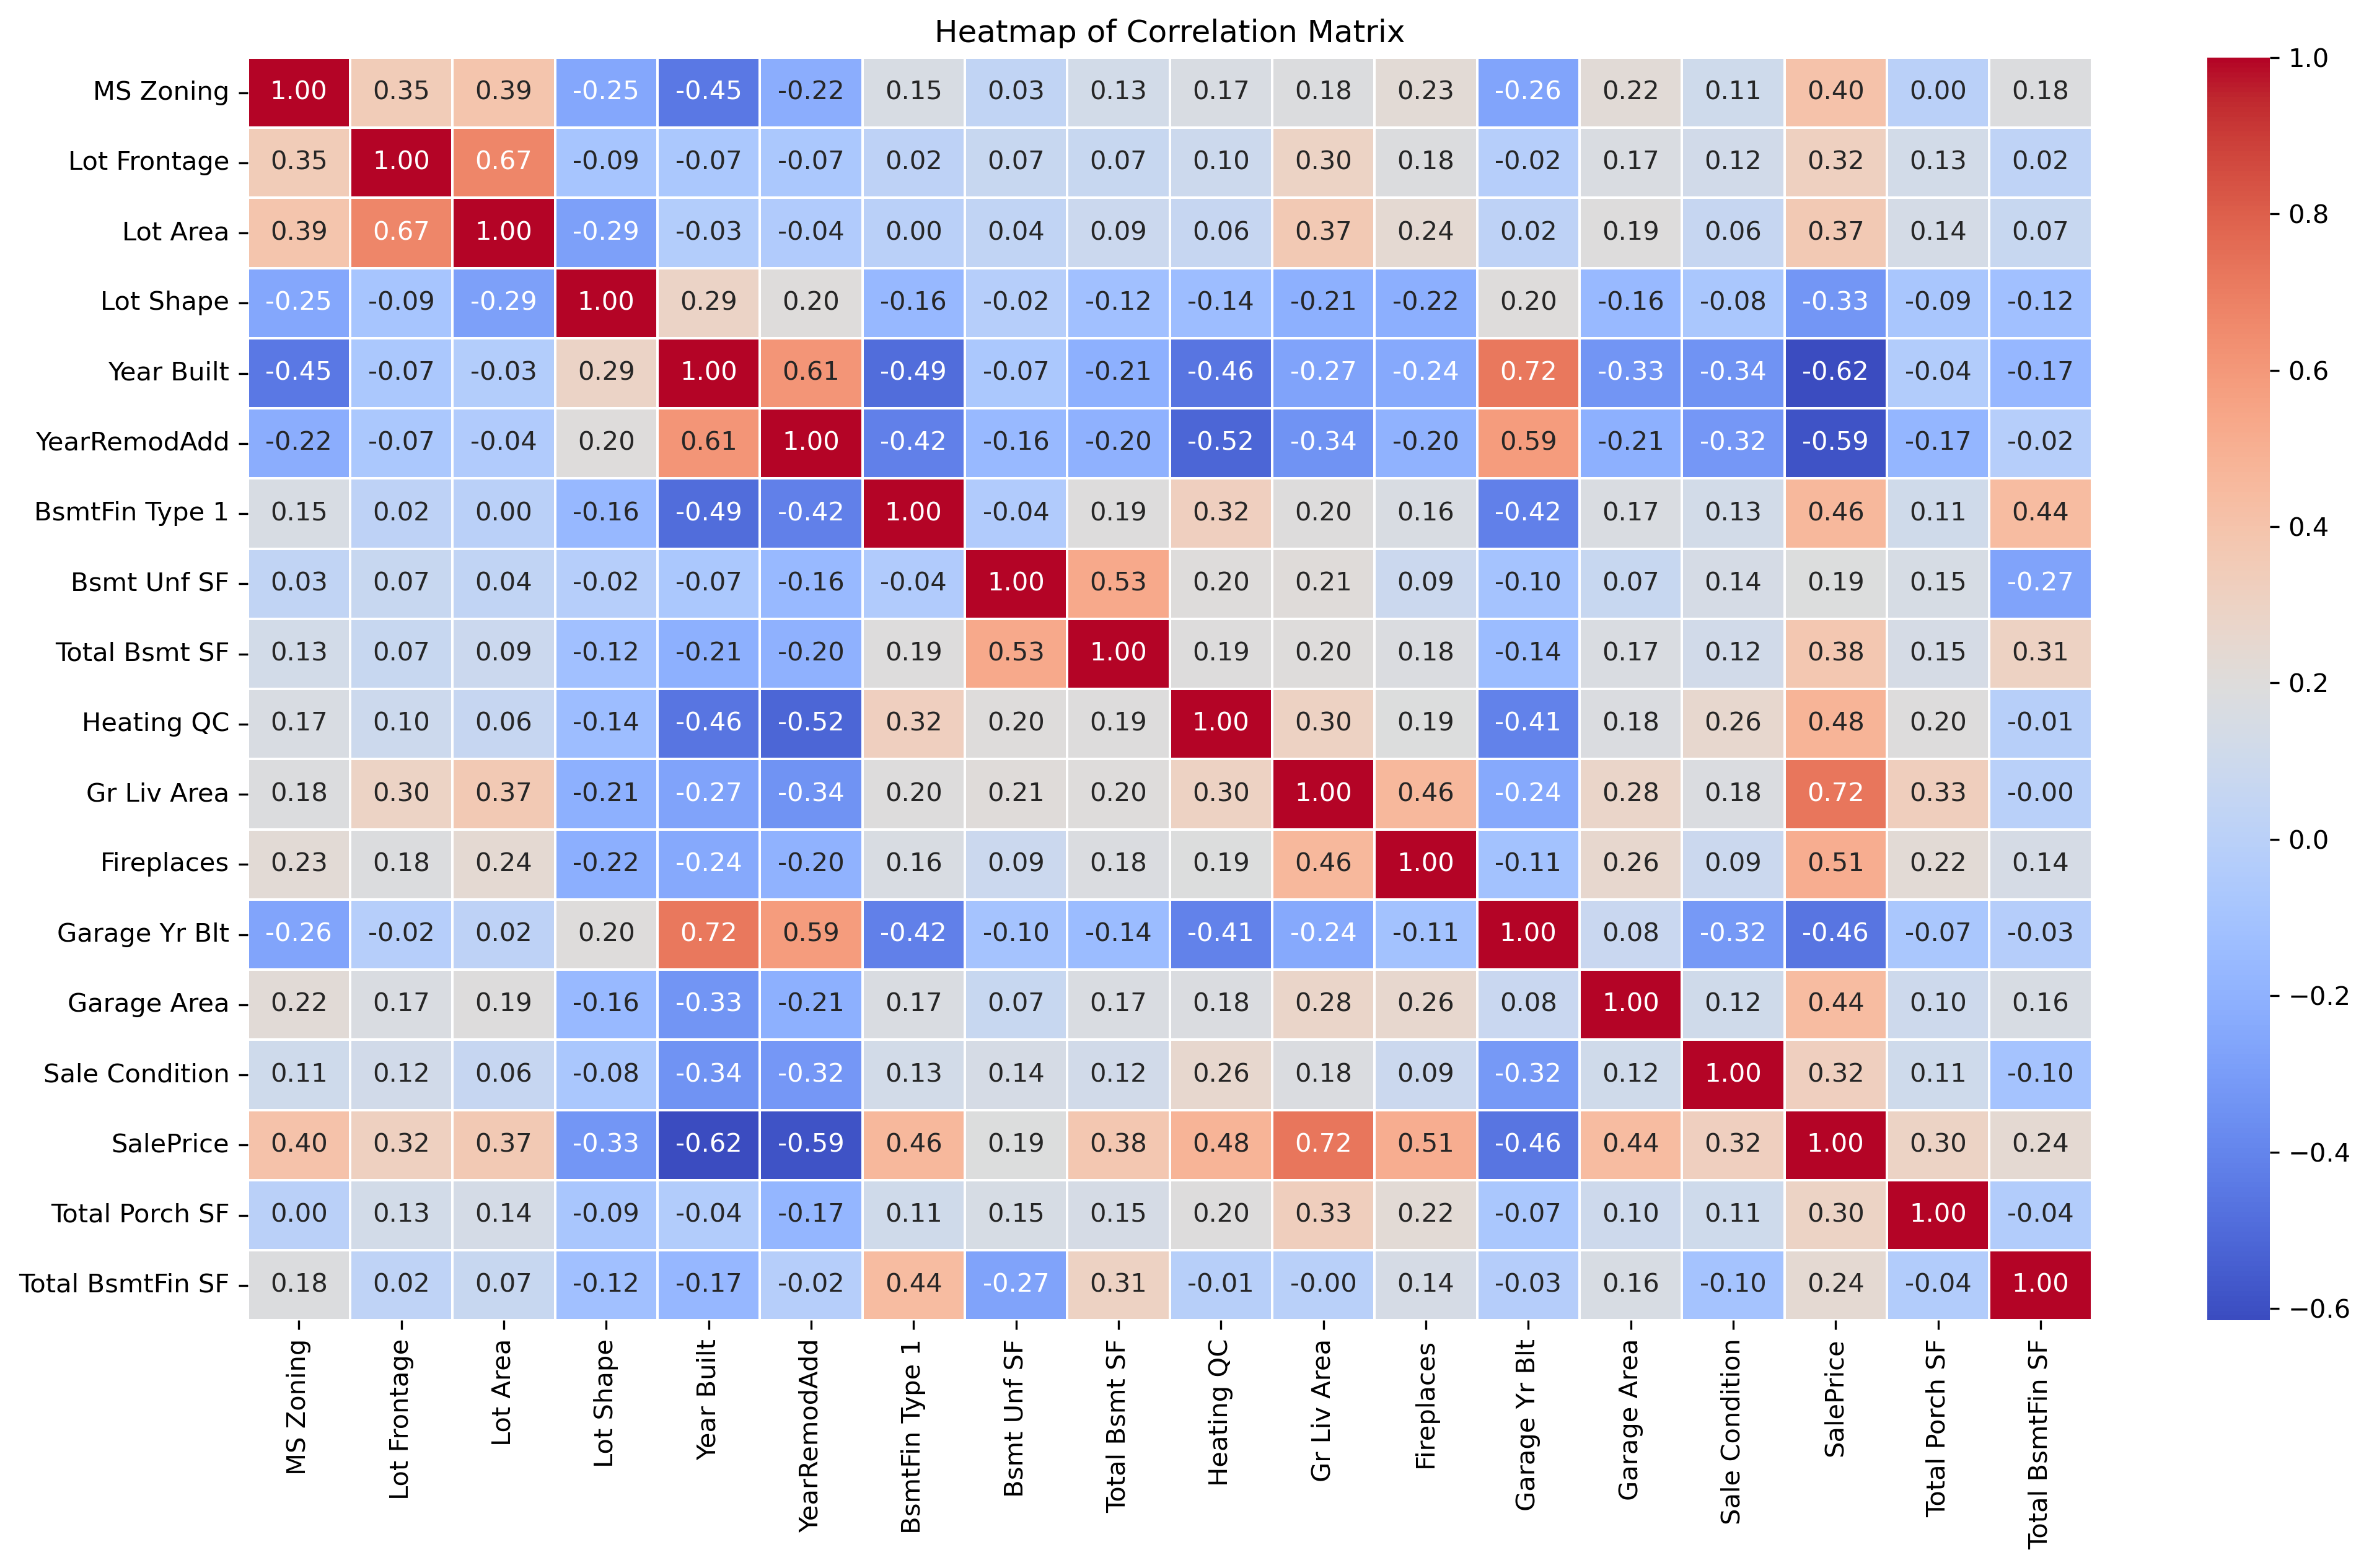 Heatmap of Correlation Matrix
MS Zoning 1.00 0.35 0.39 -0.25 -0.45 -0.22 0.15 0.03 0.13 0.17 0.18 0.23 -0.26 0.22 0.11 0.40 0.00 0.18
Lot Frontage 0.35 1.00 0.67 -0.09 -0.07 -0.07 0.02 0.07 0.07 0.10 0.30 0.18 -0.02 0.17 0.12 0.32 0.13 0.02
Lot Area 0.39 0.67 1.00 -0.29 -0.03 -0.04 0.00 0.04 0.09 0.06 0.37 0.24 0.02 0.19 0.06 0.37 0.14 0.07
Lot Shape -0.25 -0.09 -0.29 1.00 0.29 0.20 -0.16 -0.02 -0.12 -0.14 -0.21 -0.22 0.20 -0.16 -0.08 -0.33 -0.09 -0.12
Year Built -0.45 -0.07 -0.03 0.29 1.00 0.61 -0.49 -0.07 -0.21 -0.46 -0.27 -0.24 0.72 -0.33 -0.34 -0.62 -0.04 -0.17
YearRemodAdd -0.22 -0.07 -0.04 0.20 0.61 1.00 -0.42 -0.16 -0.20 -0.52 -0.34 -0.20 0.59 -0.21 -0.32 -0.59 -0.17 -0.02
BsmtFin Type 1 0.15 0.02 0.00 -0.16 -0.49 -0.42 1.00 -0.04 0.19 0.32 0.20 0.16 -0.42 0.17 0.13 0.46 0.11 0.44
Bsmt Unf SF 0.03 0.07 0.04 -0.02 -0.07 -0.16 -0.04 1.00 0.53 0.20 0.21 0.09 -0.10 0.07 0.14 0.19 0.15 -0.27
Total Bsmt SF 0.13 0.07 0.09 -0.12 -0.21 -0.20 0.19 0.53 1.00 0.19 0.20 0.18 -0.14 0.17 0.12 0.38 0.15 0.31
Heating QC 0.17 0.10 0.06 -0.14 -0.46 -0.52 0.32 0.20 0.19 1.00 0.30 0.19 -0.41 0.18 0.26 0.48 0.20 -0.01
Gr Liv Area 0.18 0.30 0.37 -0.21 -0.27 -0.34 0.20 0.21 0.20 0.30 1.00 0.46 -0.24 0.28 0.18 0.72 0.33 -0.00
Fireplaces 0.23 0.18 0.24 -0.22 -0.24 -0.20 0.16 0.09 0.18 0.19 0.46 1.00 -0.11 0.26 0.09 0.51 0.22 0.14
Garage Yr Blt -0.26 -0.02 0.02 0.20 0.72 0.59 -0.42 -0.10 -0.14 -0.41 -0.24 -0.11 1.00 0.08 -0.32 -0.46 -0.07 -0.03
Garage Area 0.22 0.17 0.19 -0.16 -0.33 -0.21 0.17 0.07 0.17 0.18 0.28 0.26 0.08 1.00 0.12 0.44 0.10 0.16
Sale Condition 0.11 0.12 0.06 -0.08 -0.34 -0.32 0.13 0.14 0.12 0.26 0.18 0.09 -0.32 0.12 1.00 0.32 0.11 -0.10
SalePrice 0.40 0.32 0.37 -0.33 -0.62 -0.59 0.46 0.19 0.38 0.48 0.72 0.51 -0.46 0.44 0.32 1.00 0.30 0.24
Total Porch SF 0.00 0.13 0.14 -0.09 -0.04 -0.17 0.11 0.15 0.15 0.20 0.33 0.22 -0.07 0.10 0.11 0.30 1.00 -0.04
Total BsmtFin SF 0.18 0.02 0.07 -0.12 -0.17 -0.02 0.44 -0.27 0.31 -0.01 -0.00 0.14 -0.03 0.16 -0.10 0.24 -0.04 1.00
MS Zoning
Lot Frontage
Lot Area
Lot Shape
Year Built
YearRemodAdd
BsmtFin Type 1
Bsmt Unf SF
Total Bsmt SF
Heating QC
Gr Liv Area
Fireplaces
Garage Yr Blt
Garage Area
Sale Condition
SalePrice
Total Porch SF
Total BsmtFin SF
1.0
0.8
0.6
0.4
0.2
0.0
−0.2
−0.4
−0.6